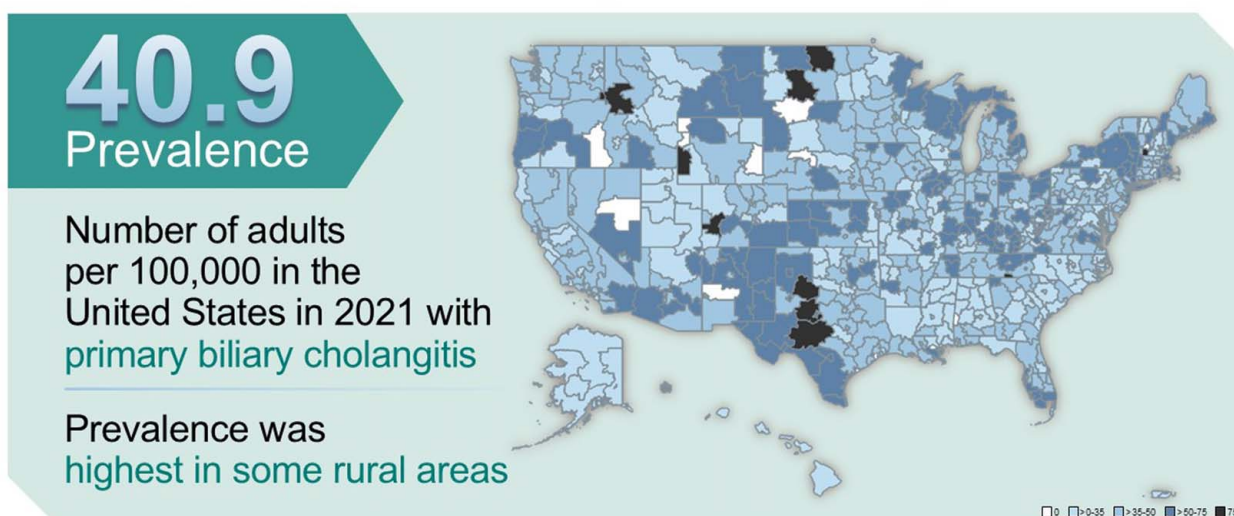 40.9
Prevalence
Number of adults
per 100,000 in the
United States in 2021 with
primary biliary cholangitis
Prevalence was
highest in some rural areas
0 >0-35 >35-50 >50-75